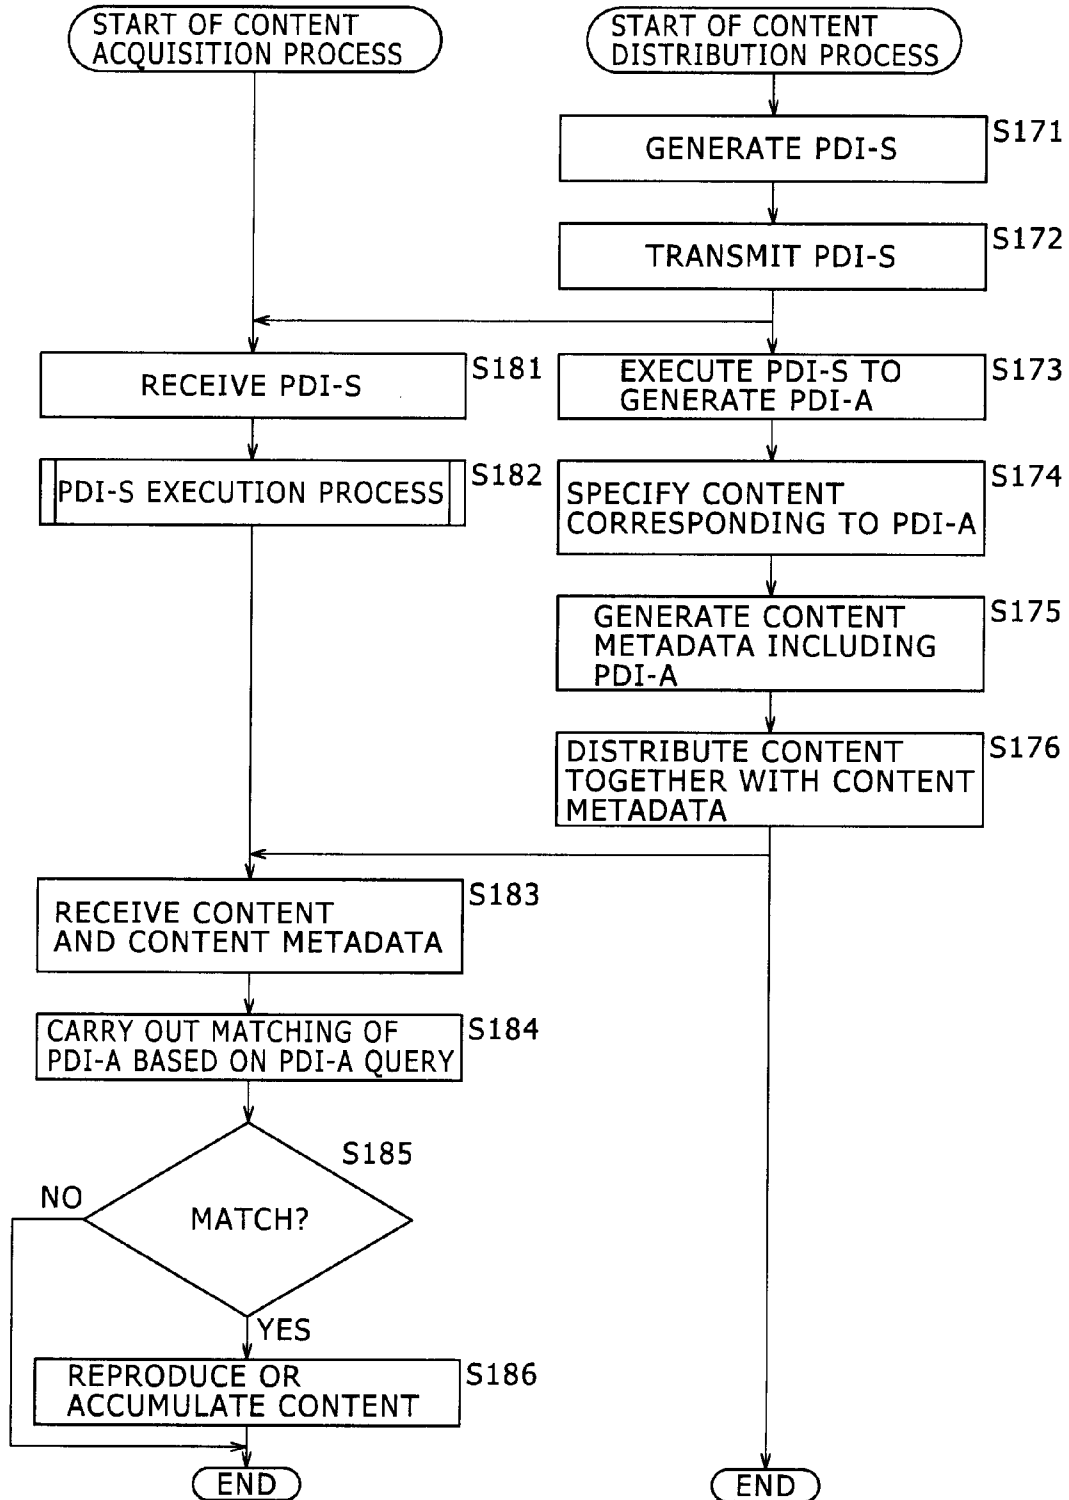 START OF CONTENT
ACQUISITION PROCESS
START OF CONTENT
DISTRIBUTION PROCESS
GENERATE PDI-S
S171
TRANSMIT PDI-S
S172
RECEIVE PDI-S
S181
EXECUTE PDI-S TO
GENERATE PDI-A
S173
PDI-S EXECUTION PROCESS
S182
SPECIFY CONTENT
CORRESPONDING TO PDI-A
S174
GENERATE CONTENT
METADATA INCLUDING
PDI-A
S175
DISTRIBUTE CONTENT
TOGETHER WITH CONTENT
METADATA
S176
RECEIVE CONTENT
AND CONTENT METADATA
S183
CARRY OUT MATCHING OF
PDI-A BASED ON PDI-A QUERY
S184
S185
NO
MATCH?
YES
REPRODUCE OR
ACCUMULATE CONTENT
S186
END
END